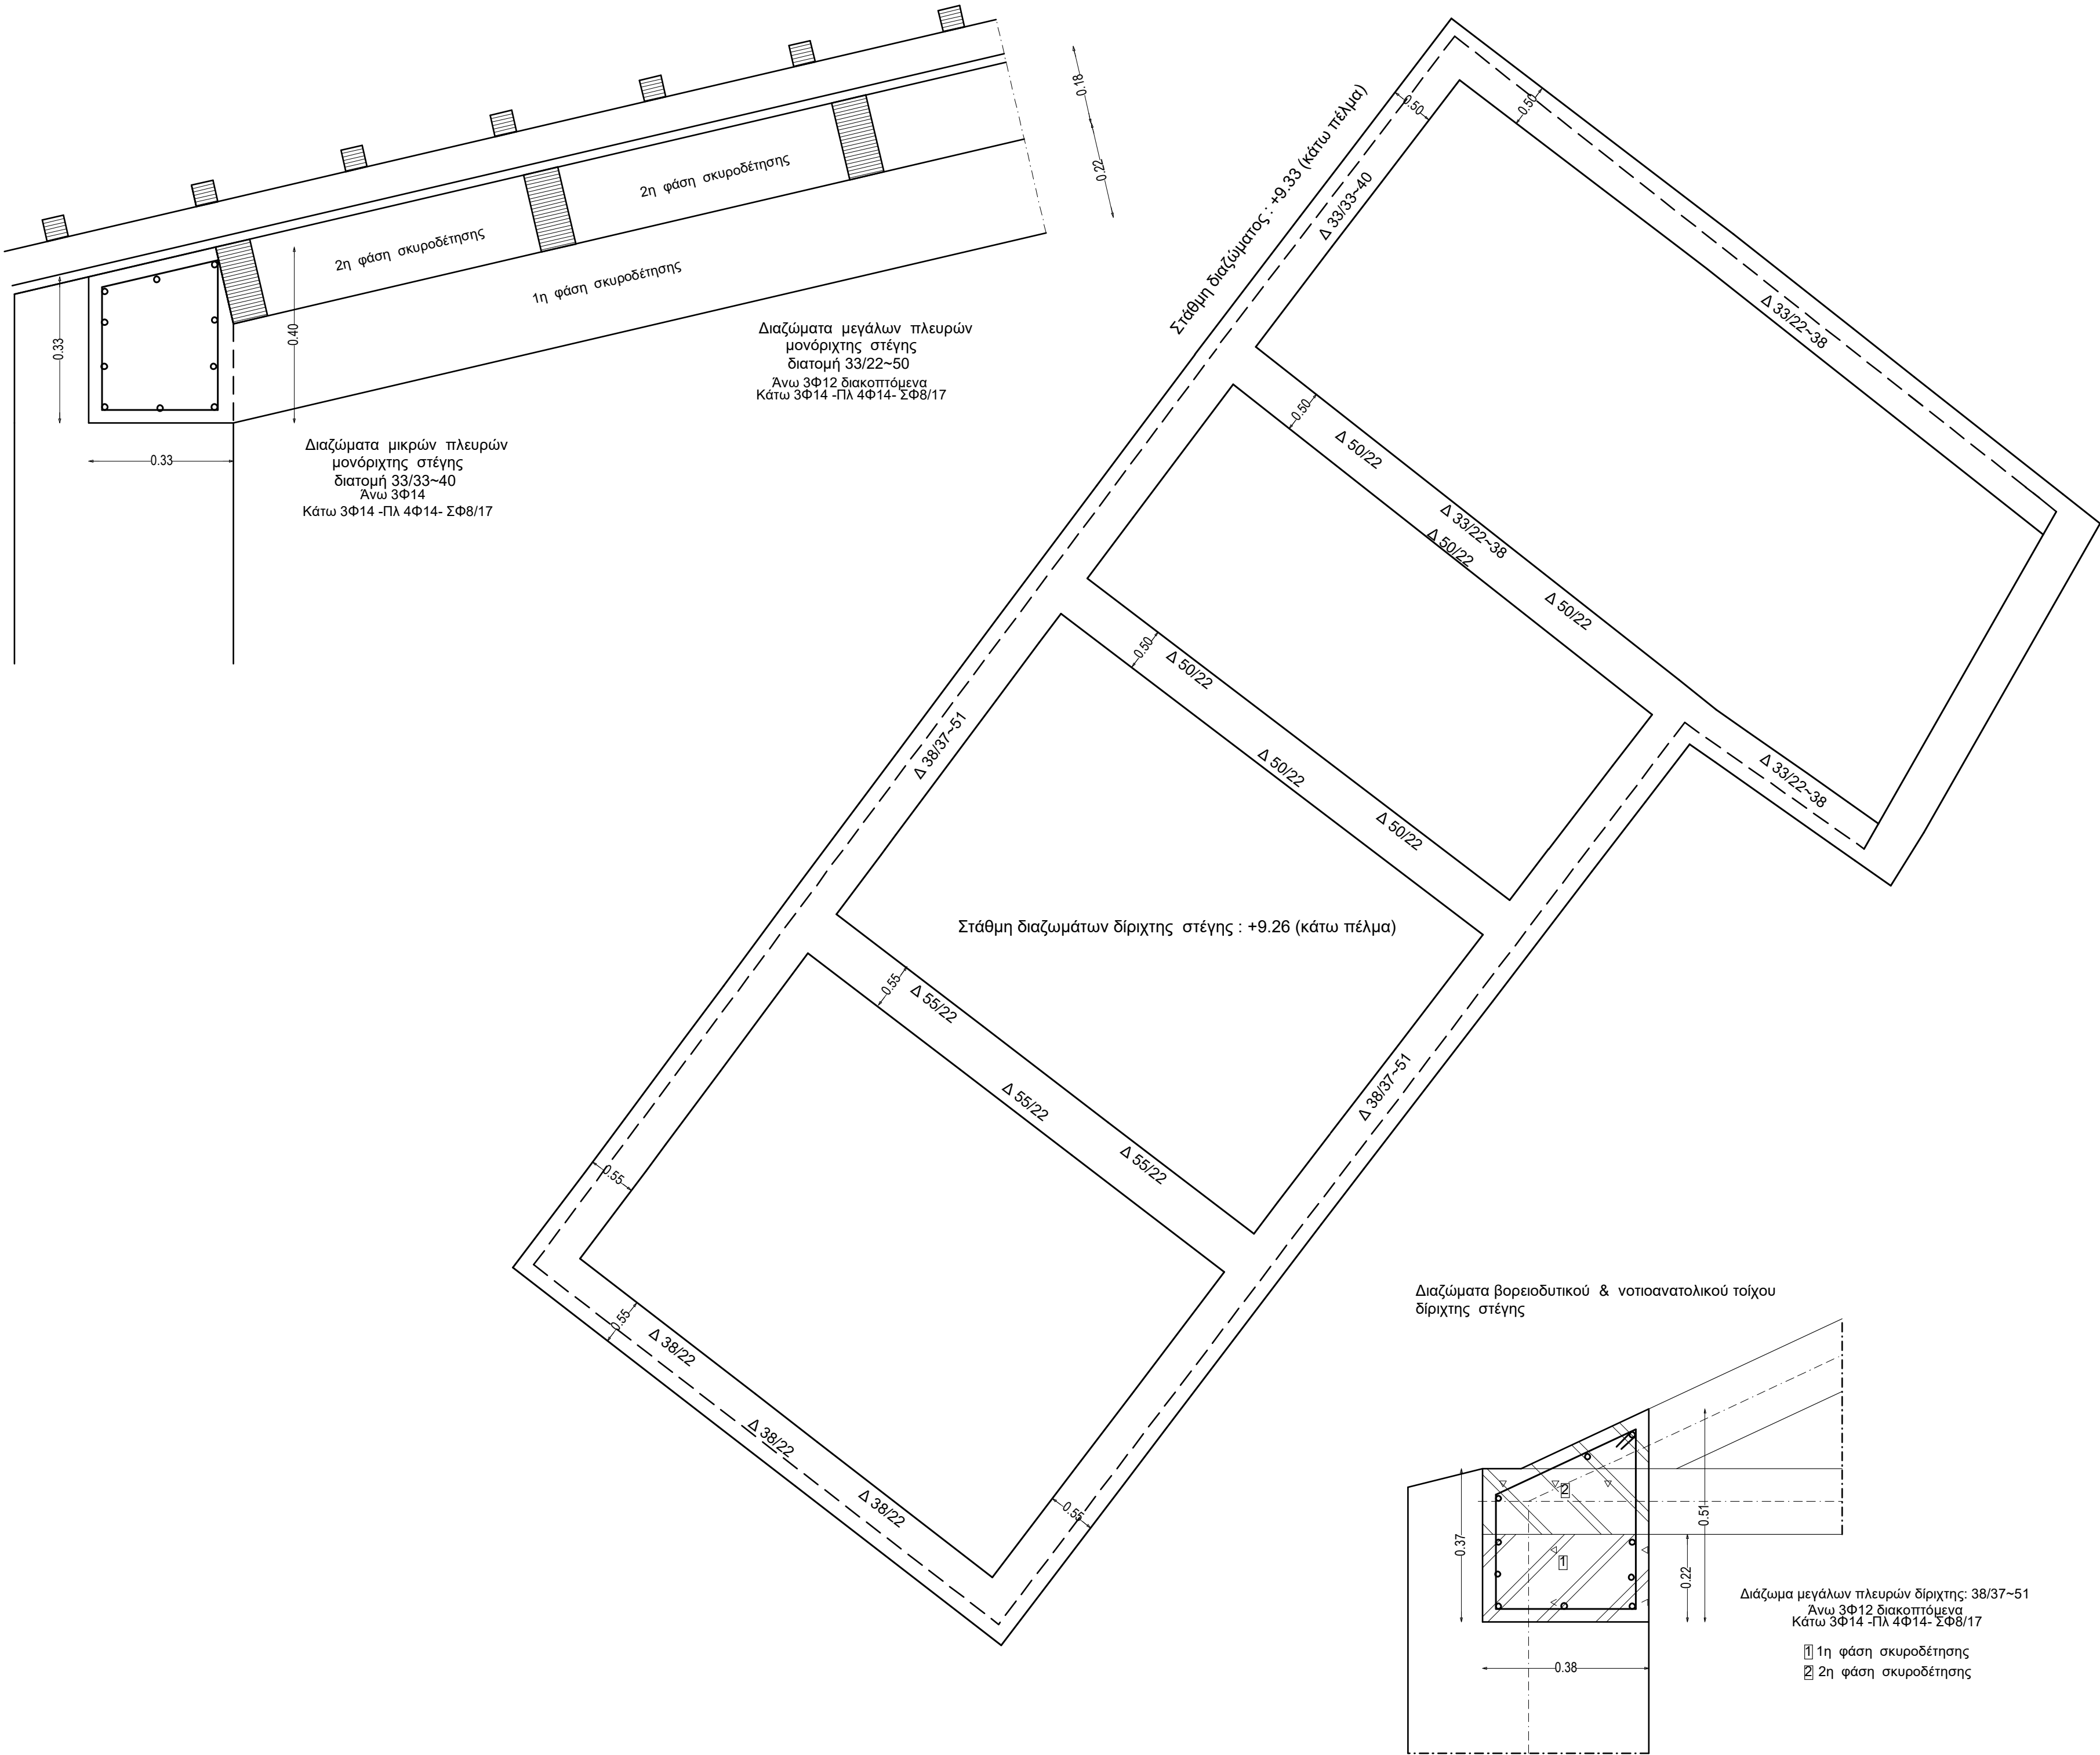 0.18
0.22
2η φάση σκυροδέτησης
2η φάση σκυροδέτησης
1η φάση σκυροδέτησης
0.33
0.40
0.33
Διαζώματα μεγάλων πλευρών
μονόριχτης στέγης
διατομή 33/22~50
Άνω 3Φ12 διακοπτόμενα
Κάτω 3Φ14 -Πλ 4Φ14- ΣΦ8/17
Διαζώματα μικρών πλευρών
μονόριχτης στέγης
διατομή 33/33~40
Άνω 3Φ14
Κάτω 3Φ14 -Πλ 4Φ14- ΣΦ8/17
Στάθμη διαζώματος : +9.33 (κάτω πέλμα)
0.50
0.50
Δ 33/33~40
Δ 33/22~38
0.50
Δ 50/22
Δ 33/22~38
Δ 50/22
Δ 50/22
Δ 33/22~38
0.50
Δ 50/22
Δ 50/22
Δ 50/22
Δ 38/37~51
Στάθμη διαζωμάτων δίριχτης στέγης : +9.26 (κάτω πέλμα)
0.55
Δ 55/22
Δ 55/22
Δ 55/22
Δ 38/37~51
0.55
0.55
Δ 38/22
Δ 38/22
Δ 38/22
0.55
Διαζώματα βορειοδυτικού & νοτιοανατολικού τοίχου
δίριχτης στέγης
2
1
0.37
0.51
0.22
0.38
Διάζωμα μεγάλων πλευρών δίριχτης: 38/37~51
Άνω 3Φ12 διακοπτόμενα
Κάτω 3Φ14 -Πλ 4Φ14- ΣΦ8/17
1 1η φάση σκυροδέτησης
2 2η φάση σκυροδέτησης